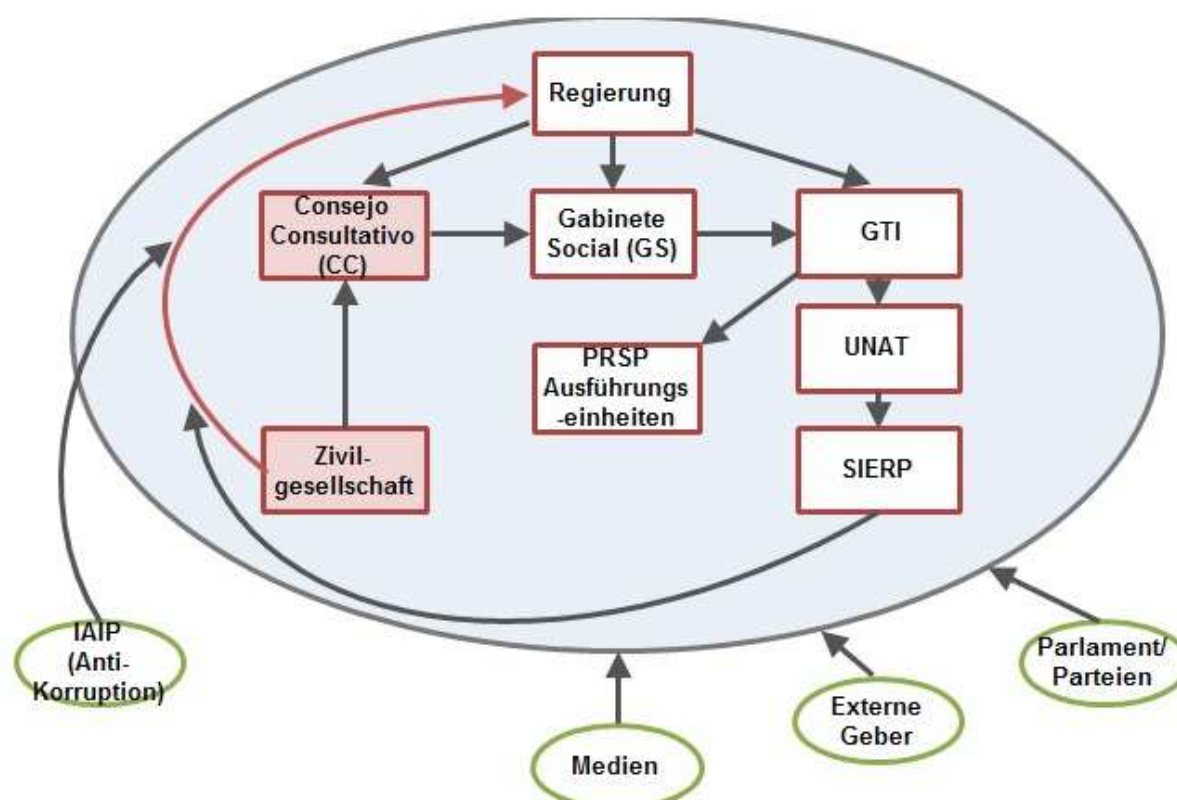 Regierung
Consejo
Consultativo
(CC)
Gabinete
Social (GS)
GTI
UNAT
PRSP
Ausführungs
-einheiten
Zivil-
gesellschaft
SIERP
IAIP
(Anti-
Korruption)
Parlament/
Parteien
Externe
Geber
Medien